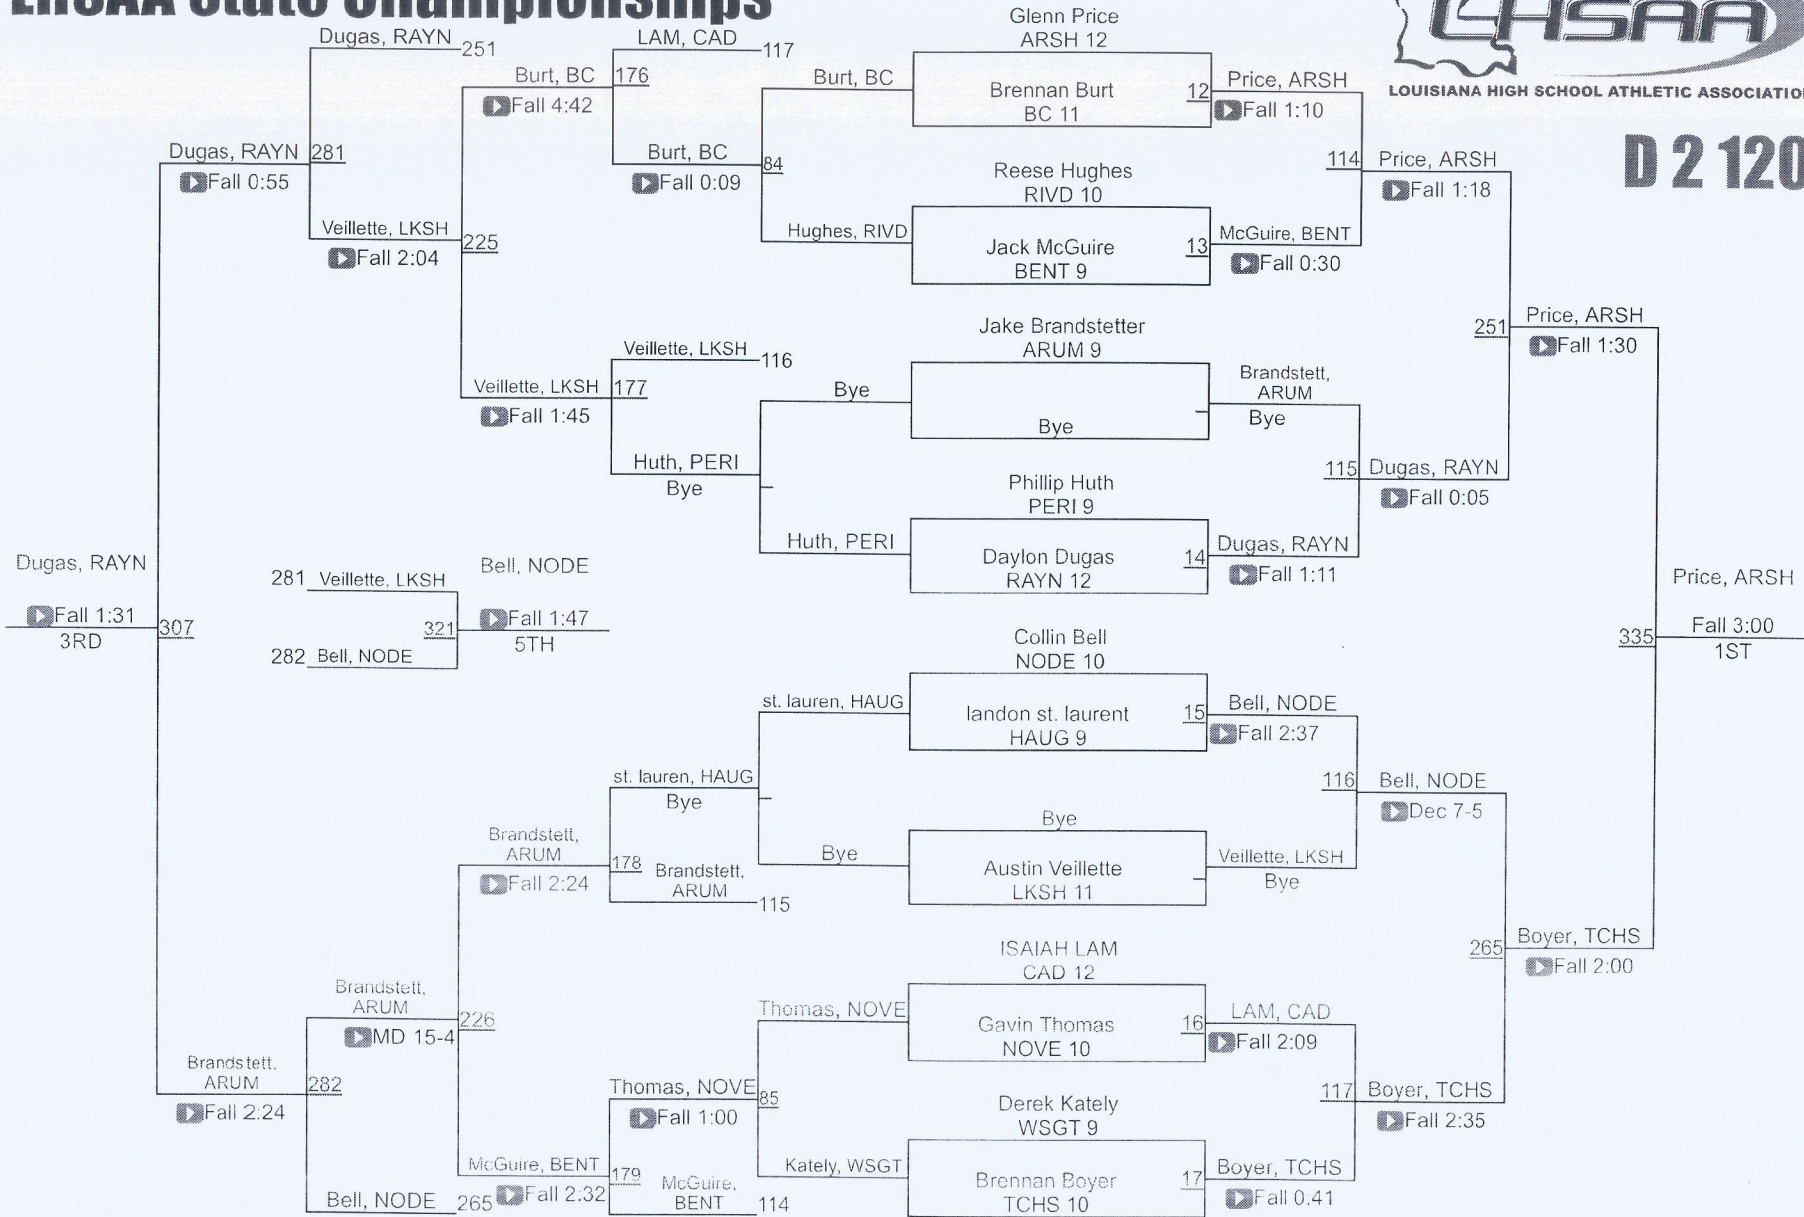 LHSAA State Championships
LHSAA
LOUISIANA HIGH SCHOOL ATHLETIC ASSOCIATION
D 2 120
Glenn Price
ARSH 12
Brennan Burt
BC 11
12
Reese Hughes
RIVD 10
Jack McGuire
BENT 9
13
Jake Brandstetter
ARUM 9
Bye
Phillip Huth
PERI 9
Daylon Dugas
RAYN 12
14
Collin Bell
NODE 10
landon st. laurent
HAUG 9
15
Bye
Austin Veillette
LKSH 11
ISAIAH LAM
CAD 12
Gavin Thomas
NOVE 10
16
Derek Kately
WSGT 9
Brennan Boyer
TCHS 10
17
Price, ARSH
Fall 1:10
McGuire, BENT
Fall 0:30
Brandstett,
ARUM
Bye
Dugas, RAYN
Fall 1:11
Bell, NODE
Fall 2:37
Veillette, LKSH
Bye
LAM, CAD
Fall 2:09
Boyer, TCHS
Fall 0:41
114
Price, ARSH
Fall 1:18
115
Dugas, RAYN
Fall 0:05
116
Bell, NODE
Dec 7-5
117
Boyer, TCHS
Fall 2:35
251
Price, ARSH
Fall 1:30
265
Boyer, TCHS
Fall 2:00
Price, ARSH
335
Fall 3:00
1ST
Burt, BC
84
Hughes, RIVD
Bye
Huth, PERI
st. lauren, HAUG
Bye
Thomas, NOVE
85
Kately, WSGT
LAM, CAD
117
Burt, BC
Fall 0:09
Veillette, LKSH
116
Huth, PERI
Bye
st. lauren, HAUG
Bye
Brandstett,
ARUM
115
Thomas, NOVE
Fall 1:00
McGuire,
BENT
114
Burt, BC
176
Fall 4:42
Veillette, LKSH
177
Fall 1:45
Brandstett,
ARUM
178
Fall 2:24
McGuire, BENT
179
Fall 2:32
Dugas, RAYN
251
Veillette, LKSH
225
Fall 2:04
Brandstett,
ARUM
226
MD 15-4
Bell, NODE
265
Dugas, RAYN
281
Fall 0:55
Brandstett.
ARUM
282
Fall 2:24
Dugas, RAYN
Fall 1:31
307
3RD
281 Veillette, LKSH
282 Bell, NODE
321
Bell, NODE
Fall 1:47
5TH